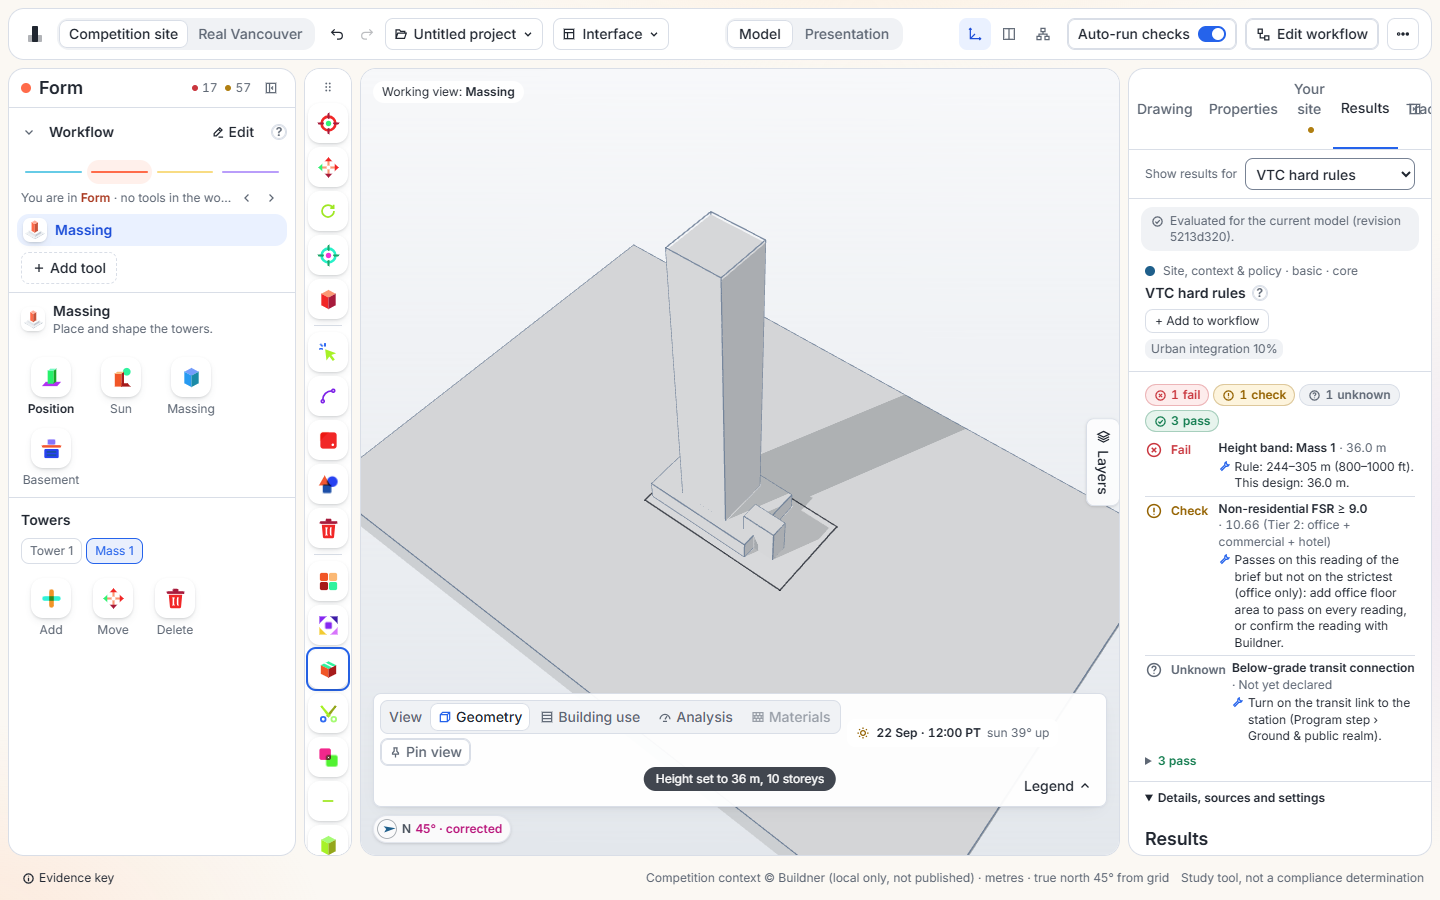 Competition site
Real Vancouver
Untitled project
Interface
Model
Presentation
Auto-run checks
Edit workflow
Form
17
57
Workflow
Edit
?
You are in Form · no tools in the wo...
Massing
+ Add tool
Massing
Place and shape the towers.
Position
Sun
Massing
Basement
Towers
Tower 1
Mass 1
Add
Move
Delete
Working view: Massing
Layers
View
Geometry
Building use
Analysis
Materials
Pin view
22 Sep · 12:00 PT sun 39° up
Height set to 36 m, 10 storeys
Legend
N 45° · corrected
Drawing
Properties
Your
site
Results
Show results for
VTC hard rules
Evaluated for the current model (revision
5213d320).
Site, context & policy · basic · core
VTC hard rules ?
+ Add to workflow
Urban integration 10%
1 fail
1 check
1 unknown
3 pass
Fail
Height band: Mass 1 · 36.0 m
Rule: 244–305 m (800–1000 ft).
This design: 36.0 m.
Check
Non-residential FSR ≥ 9.0
· 10.66 (Tier 2: office +
commercial + hotel)
Passes on this reading of the
brief but not on the strictest
(office only): add office floor
area to pass on every reading,
or confirm the reading with
Buildner.
Unknown
Below-grade transit connection
· Not yet declared
Turn on the transit link to the
station (Program step ›
Ground & public realm).
3 pass
Details, sources and settings
Results
Evidence key
Competition context © Buildner (local only, not published) · metres · true north 45° from grid
Study tool, not a compliance determination